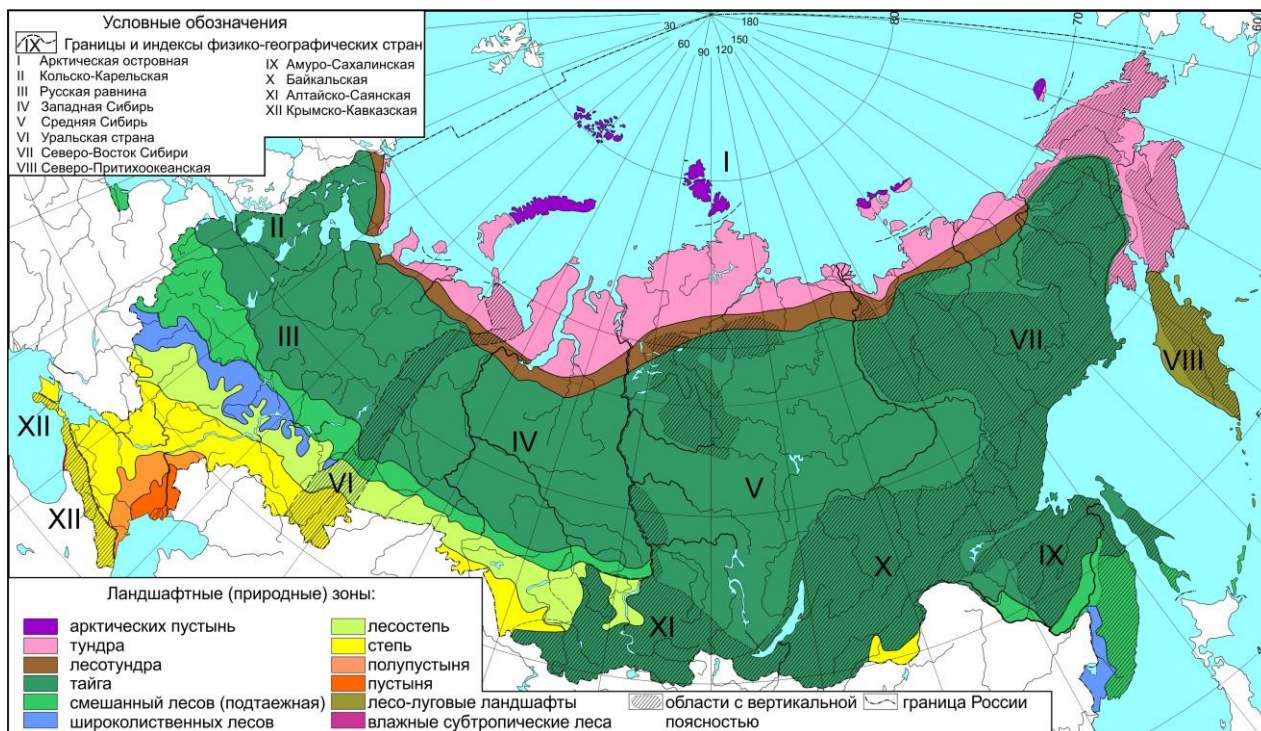 Условные обозначения
IX Границы и индексы физико-географических стран
I Арктическая островная
II Кольско-Карельская
III Русская равнина
IV Западная Сибирь
V Средняя Сибирь
VI Уральская страна
VII Северо-Восток Сибири
VIII Северо-Притихоокеанская
IX Амуро-Сахалинская
X Байкальская
XI Алтайско-Саянская
XII Крымско-Кавказская
30
60
90
120
150
180
70
60
I
II
III
IV
V
VI
VII
VIII
IX
X
XI
XII
XII
Ландшафтные (природные) зоны:
арктических пустынь
тундра
лесотундра
тайга
смешанный лесов (подтаежная)
широколиственных лесов
лесостепь
степь
полупустыня
пустыня
лесо-луговые ландшафты
влажные субтропические леса
области с вертикальной
поясностью
граница России